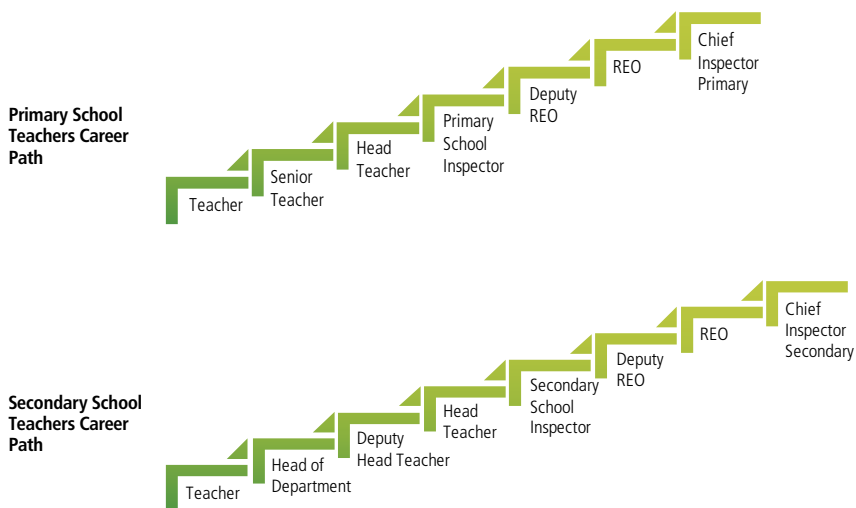 Primary School
Teachers Career
Path
Teacher
Senior
Teacher
Head
Teacher
Primary
School
Inspector
Deputy
REO
REO
Chief
Inspector
Primary
Secondary School
Teachers Career
Path
Teacher
Head of
Department
Deputy
Head Teacher
Head
Teacher
Secondary
School
Inspector
Deputy
REO
REO
Chief
Inspector
Secondary